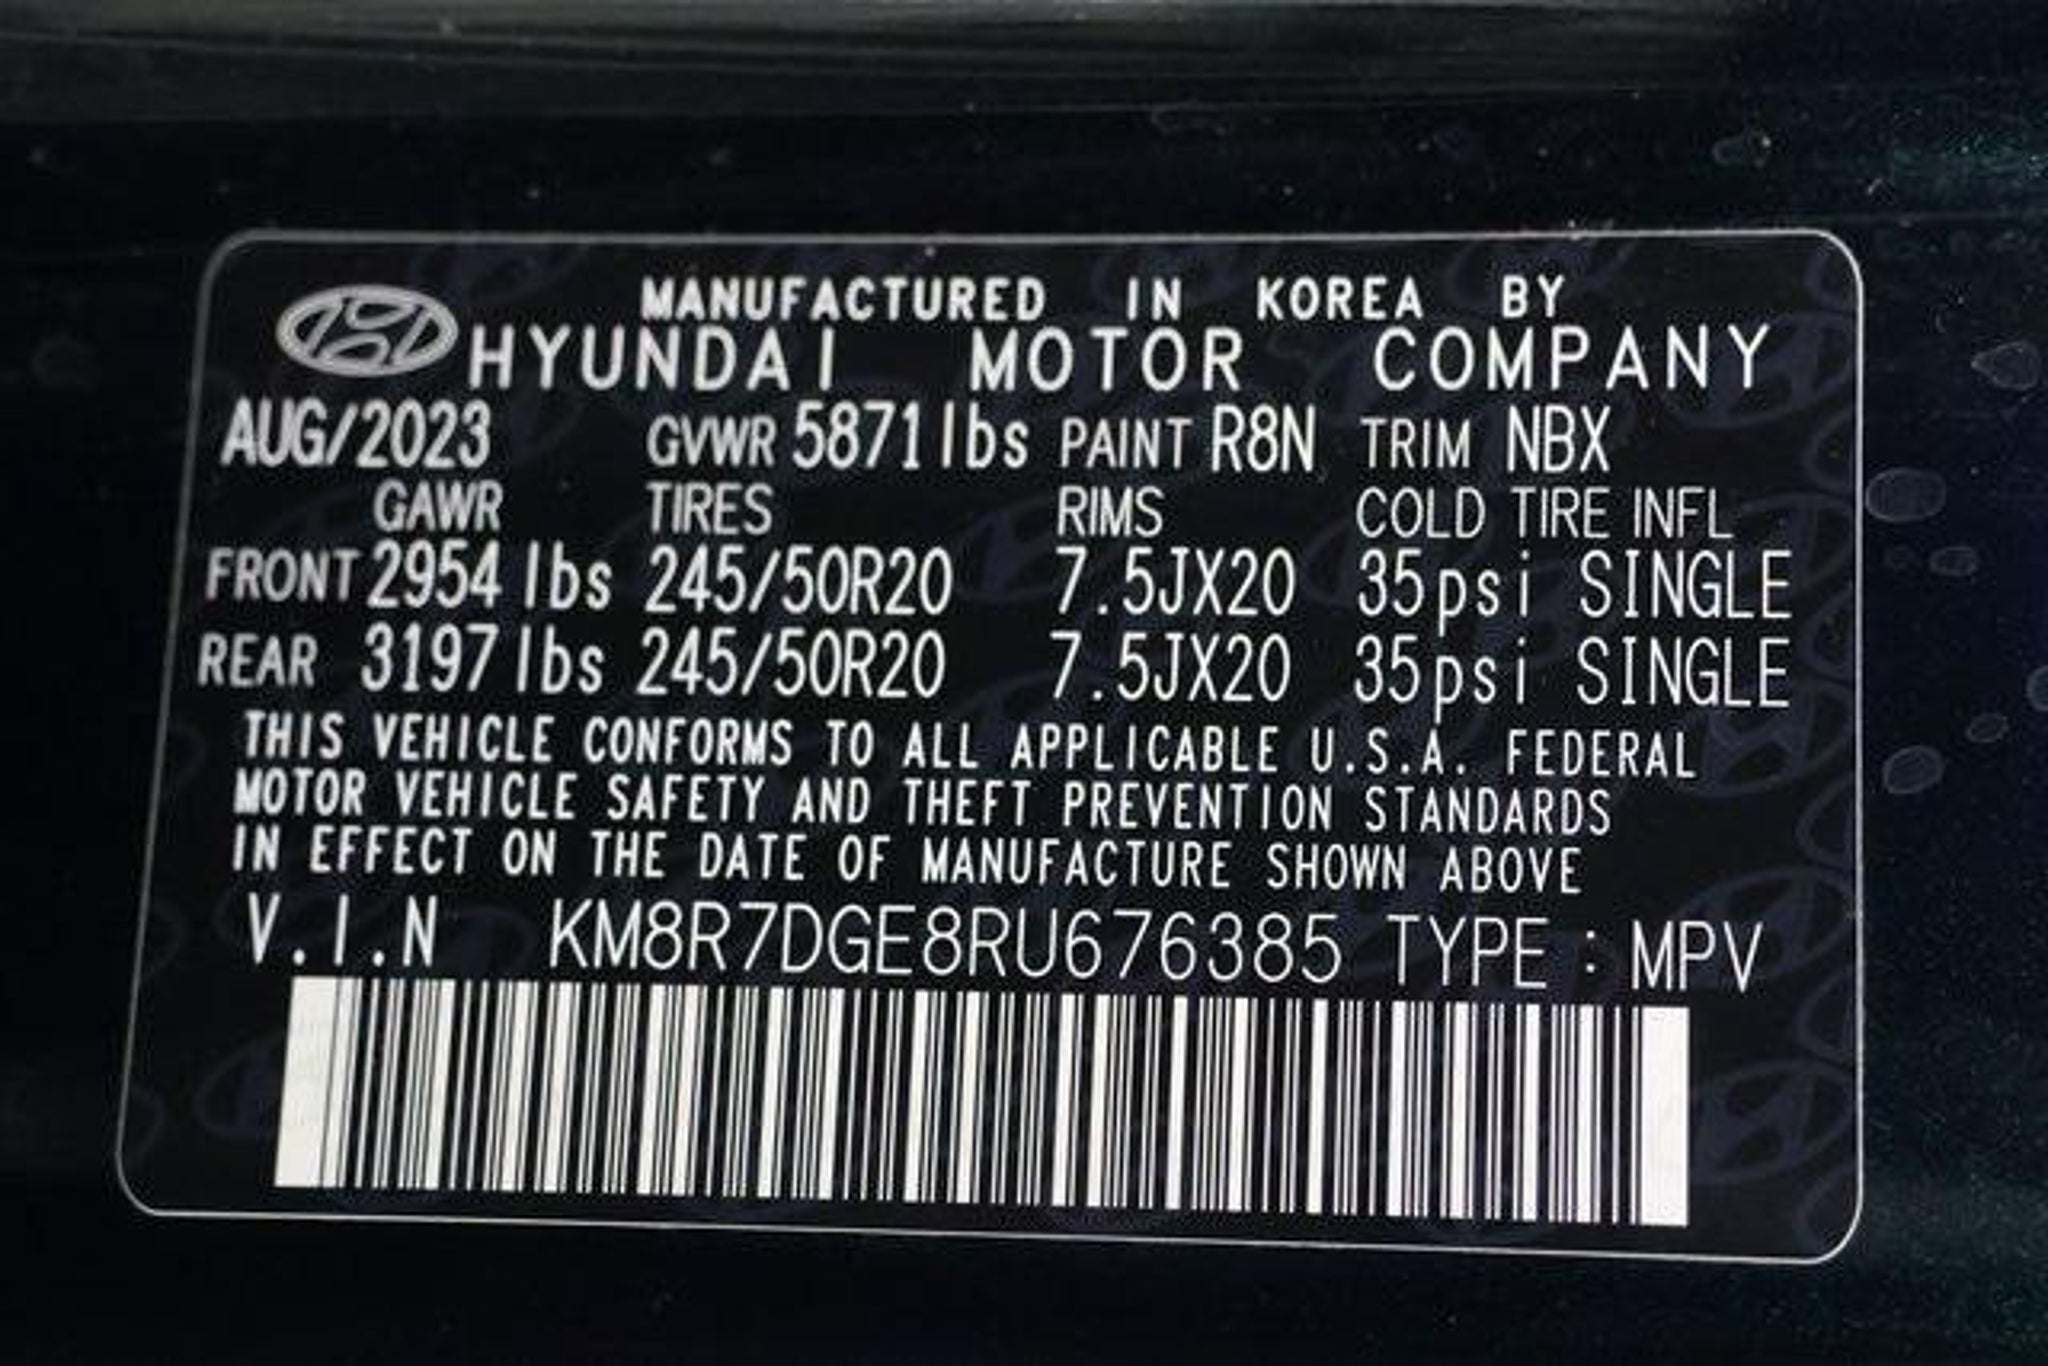 MANUFACTURED IN KOREA BY
HYUNDAI MOTOR COMPANY
AUG/2023 GVWR 5871lbs PAINT R8N TRIM NBX
GAWR TIRES RIMS COLD TIRE INFL
FRONT 2954 lbs 245/50R20 7.5JX20 35psi SINGLE
REAR 3197 lbs 245/50R20 7.5JX20 35psi SINGLE
THIS VEHICLE CONFORMS TO ALL APPLICABLE U.S.A. FEDERAL
MOTOR VEHICLE SAFETY AND THEFT PREVENTION STANDARDS
IN EFFECT ON THE DATE OF MANUFACTURE SHOWN ABOVE
V.I.N KM8R7DGE8RU676385 TYPE : MPV